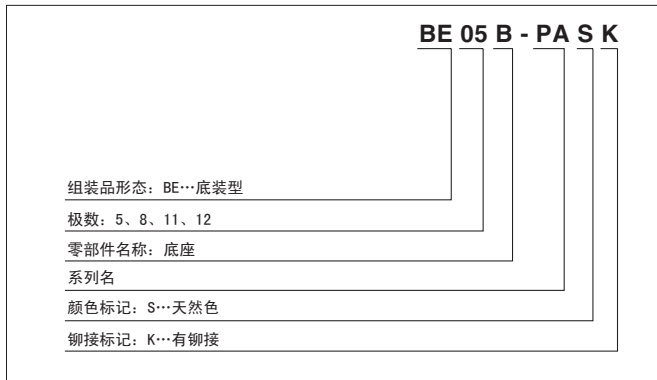 BE 05 B - PA S K
组装品形态：BE…底装型
极数：5、8、11、12
零部件名称：底座
系列名
颜色标记：S…天然色
铆接标记：K…有铆接